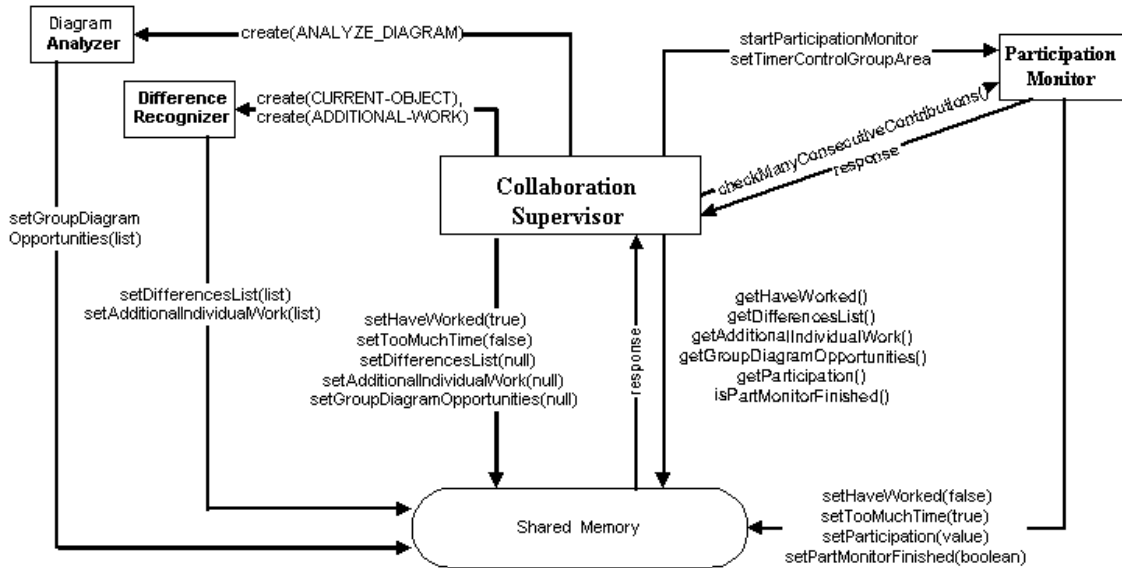 Diagram
Analyzer
create(ANALYZE_DIAGRAM)
startParticipationMonitor
setTimerControlGroupArea
Participation
Monitor
Difference
Recognizer
create(CURRENT-OBJECT),
create(ADDITIONAL-WORK)
checkManyConsecutiveContributions()
response
Collaboration
Supervisor
setGroupDiagram
Opportunities(list)
setDifferencesList(list)
setAdditionalIndividualWork(list)
setHaveWorked(true)
setTooMuchTime(false)
setDifferencesList(null)
setAdditionalIndividualWork(null)
setGroupDiagramOpportunities(null)
response
getHaveWorked()
getDifferencesList()
getAdditionalIndividualWork()
getGroupDiagramOpportunities()
getParticipation()
isPartMonitorFinished()
Shared Memory
setHaveWorked(false)
setTooMuchTime(true)
setParticipation(value)
setPartMonitorFinished(boolean)